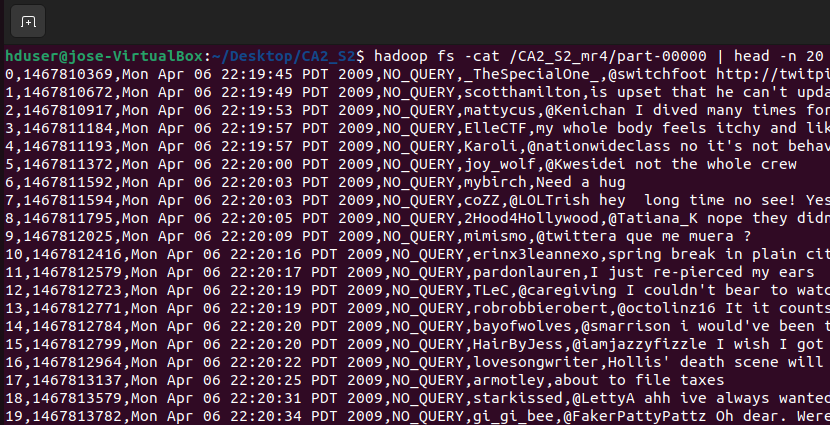 hduser@jose-VirtualBox:~/Desktop/CA2_S2$ hadoop fs -cat /CA2_S2_mr4/part-00000 | head -n 20
0,1467810369,Mon Apr 06 22:19:45 PDT 2009,NO_QUERY,_TheSpecialOne_,@switchfoot http://twitpi
1,1467810672,Mon Apr 06 22:19:49 PDT 2009,NO_QUERY,scotthamilton,is upset that he can't upda
2,1467810917,Mon Apr 06 22:19:53 PDT 2009,NO_QUERY,mattycus,@Kenichan I dived many times for
3,1467811184,Mon Apr 06 22:19:57 PDT 2009,NO_QUERY,ElleCTF,my whole body feels itchy and lik
4,1467811193,Mon Apr 06 22:19:57 PDT 2009,NO_QUERY,Karoli,@nationwideclass no it's not behav
5,1467811372,Mon Apr 06 22:20:00 PDT 2009,NO_QUERY,joy_wolf,@Kwesidei not the whole crew
6,1467811592,Mon Apr 06 22:20:03 PDT 2009,NO_QUERY,mybirch,Need a hug
7,1467811594,Mon Apr 06 22:20:03 PDT 2009,NO_QUERY,coZZ,@LOLTrish hey  long time no see! Yes
8,1467811795,Mon Apr 06 22:20:05 PDT 2009,NO_QUERY,2Hood4Hollywood,@Tatiana_K nope they didn
9,1467812025,Mon Apr 06 22:20:09 PDT 2009,NO_QUERY,mimismo,@twittera que me muera ?
10,1467812416,Mon Apr 06 22:20:16 PDT 2009,NO_QUERY,erinx3leannexo,spring break in plain cit
11,1467812579,Mon Apr 06 22:20:17 PDT 2009,NO_QUERY,pardonlauren,I just re-pierced my ears
12,1467812723,Mon Apr 06 22:20:19 PDT 2009,NO_QUERY,TLeC,@caregiving I couldn't bear to watc
13,1467812771,Mon Apr 06 22:20:19 PDT 2009,NO_QUERY,robrobbierobert,@octolinz16 It it counts
14,1467812784,Mon Apr 06 22:20:20 PDT 2009,NO_QUERY,bayofwolves,@smarrison i would've been t
15,1467812799,Mon Apr 06 22:20:20 PDT 2009,NO_QUERY,HairByJess,@iamjazzyfizzle I wish I got
16,1467812964,Mon Apr 06 22:20:22 PDT 2009,NO_QUERY,lovesongwriter,Hollis' death scene will
17,1467813137,Mon Apr 06 22:20:25 PDT 2009,NO_QUERY,armotley,about to file taxes
18,1467813579,Mon Apr 06 22:20:31 PDT 2009,NO_QUERY,starkissed,@LettyA ahh ive always wanted
19,1467813782,Mon Apr 06 22:20:34 PDT 2009,NO_QUERY,gi_gi_bee,@FakerPattyPattz Oh dear. Were